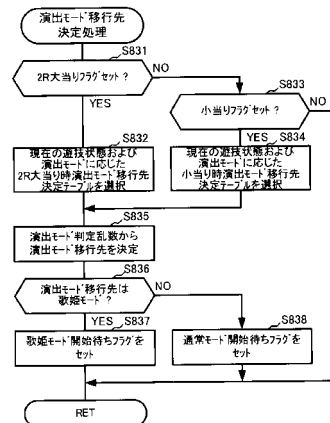 演出モード移行先
決定処理
S831
2R大当りフラグセット?
NO
YES
S833
小当りフラグセット?
NO
YES
S832
現在の遊技状態および
演出モードに応じた
2R大当り時演出モード移行先
決定テーブルを選択
S834
現在の遊技状態および
演出モードに応じた
小当り時演出モード移行先
決定テーブルを選択
S835
演出モード判定乱数から
演出モード移行先を決定
S836
演出モード移行先は
歌姫モード?
NO
YES
S837
歌姫モード開始待ちフラグを
セット
S838
通常モード開始待ちフラグを
セット
RET